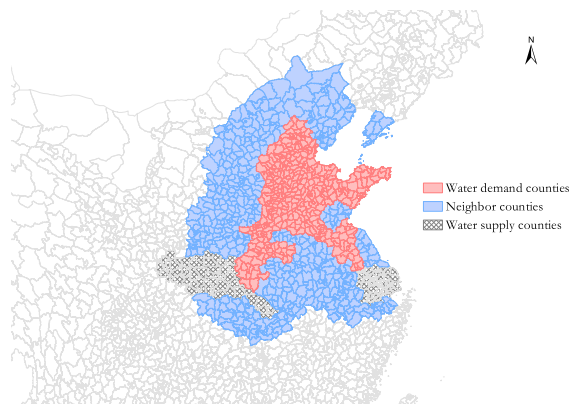 N
Water demand counties
Neighbor counties
Water supply counties